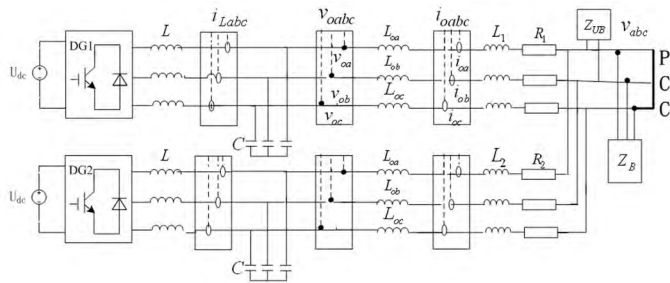 i_Labc
v_oabc
i_oabc
L
L_oa
L_1
R_1
Z_UB
v_abc
DG1
U_dc
v_oa
v_ob
v_oc
L_ob
L_oc
i_oa
i_ob
i_oc
P
C
C
C
Z_B
DG2
U_dc
L
L_oa
L_ob
L_oc
L_2
R_2
C